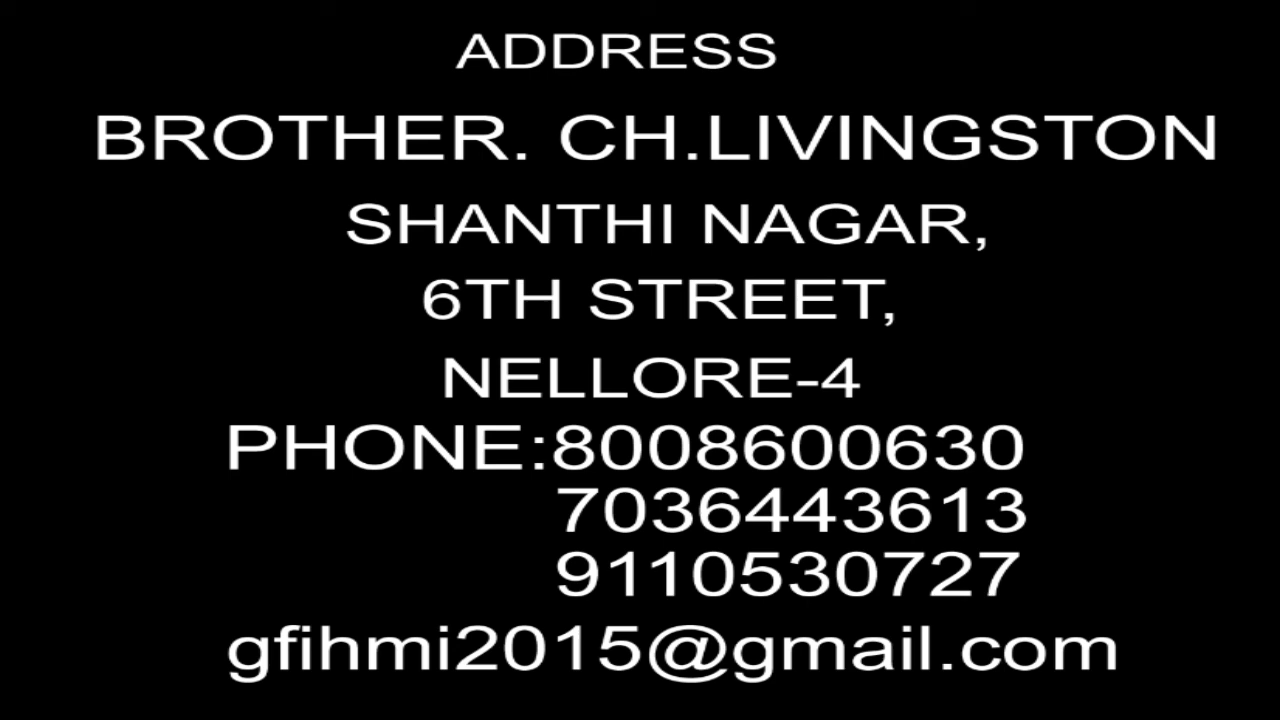 ADDRESS
BROTHER. CH.LIVINGSTON
SHANTHI NAGAR,
6TH STREET,
NELLORE-4
PHONE:8008600630
7036443613
9110530727
gfihmi2015@gmail.com